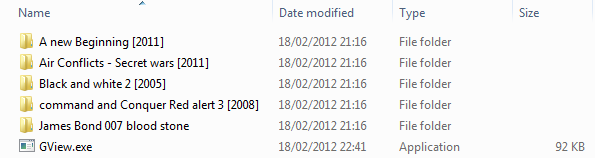 Name Date modified Type Size
A new Beginning [2011] 18/02/2012 21:16 File folder
Air Conflicts - Secret wars [2011] 18/02/2012 21:16 File folder
Black and white 2 [2005] 18/02/2012 21:16 File folder
command and Conquer Red alert 3 [2008] 18/02/2012 21:16 File folder
James Bond 007 blood stone 18/02/2012 21:16 File folder
GView.exe 18/02/2012 22:41 Application 92 KB